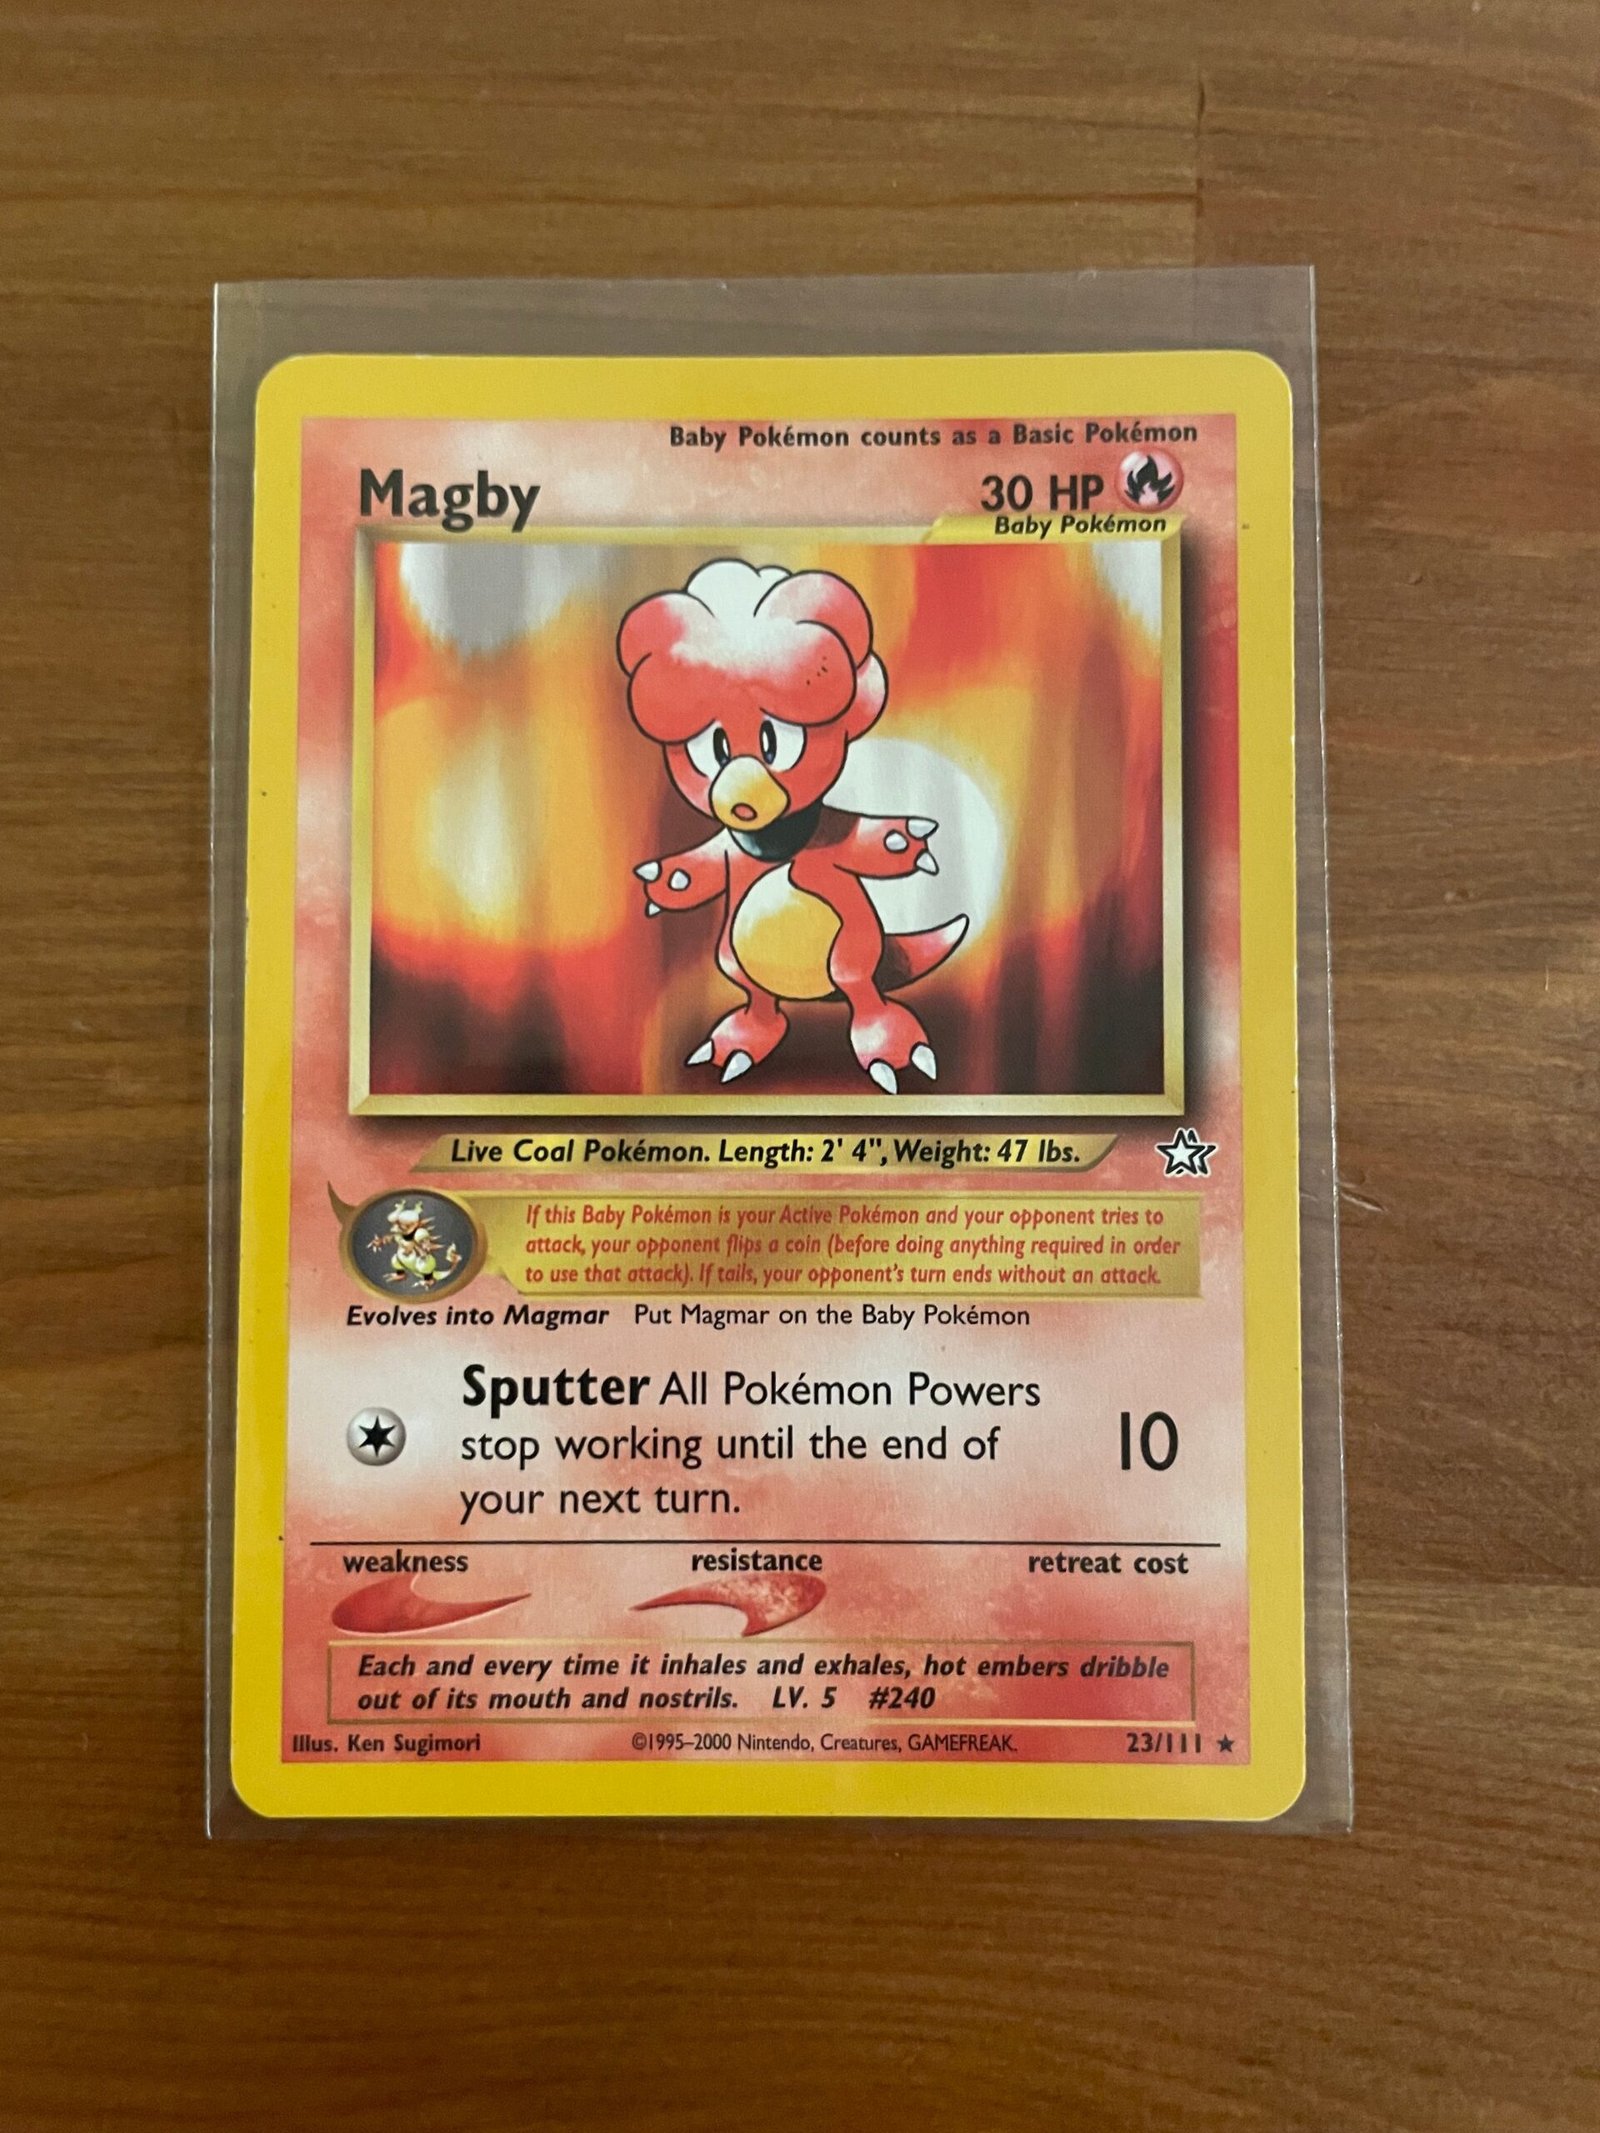 Baby Pokémon counts as a Basic Pokémon
Magby
30 HP
Baby Pokémon
Live Coal Pokémon. Length: 2' 4", Weight: 47 lbs.
If this Baby Pokémon is your Active Pokémon and your opponent tries to
attack, your opponent flips a coin (before doing anything required in order
to use that attack). If tails, your opponent's turn ends without an attack.
Evolves into Magmar Put Magmar on the Baby Pokémon
Sputter All Pokémon Powers
stop working until the end of
your next turn.
10
weakness resistance retreat cost
Each and every time it inhales and exhales, hot embers dribble
out of its mouth and nostrils. LV. 5 #240
Illus. Ken Sugimori ©1995–2000 Nintendo, Creatures, GAMEFREAK. 23/111 ★